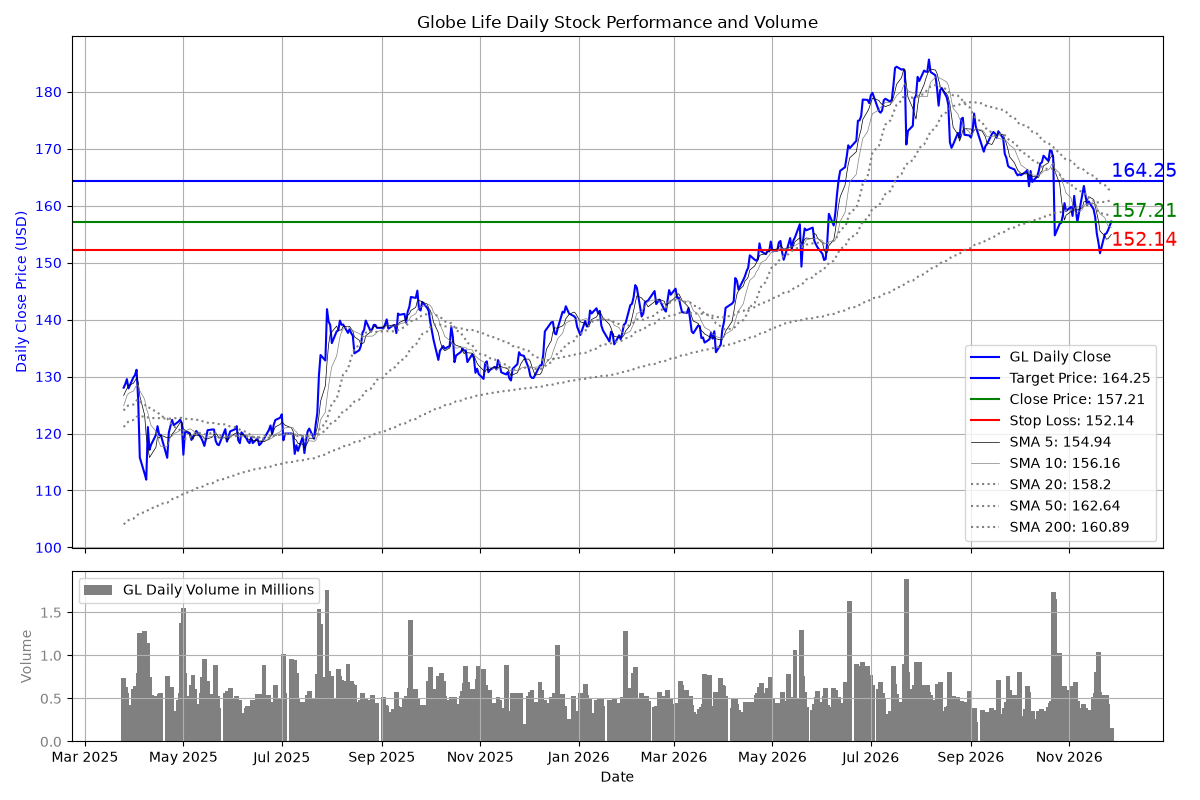 Globe Life Daily Stock Performance and Volume
Daily Close Price (USD)
180
170
160
150
140
130
120
110
100
164.25
157.21
152.14
GL Daily Close
Target Price: 164.25
Close Price: 157.21
Stop Loss: 152.14
SMA 5: 154.94
SMA 10: 156.16
SMA 20: 158.2
SMA 50: 162.64
SMA 200: 160.89
GL Daily Volume in Millions
Volume
1.5
1.0
0.5
0.0
Mar 2025 May 2025 Jul 2025 Sep 2025 Nov 2025 Jan 2026 Mar 2026 May 2026 Jul 2026 Sep 2026 Nov 2026
Date